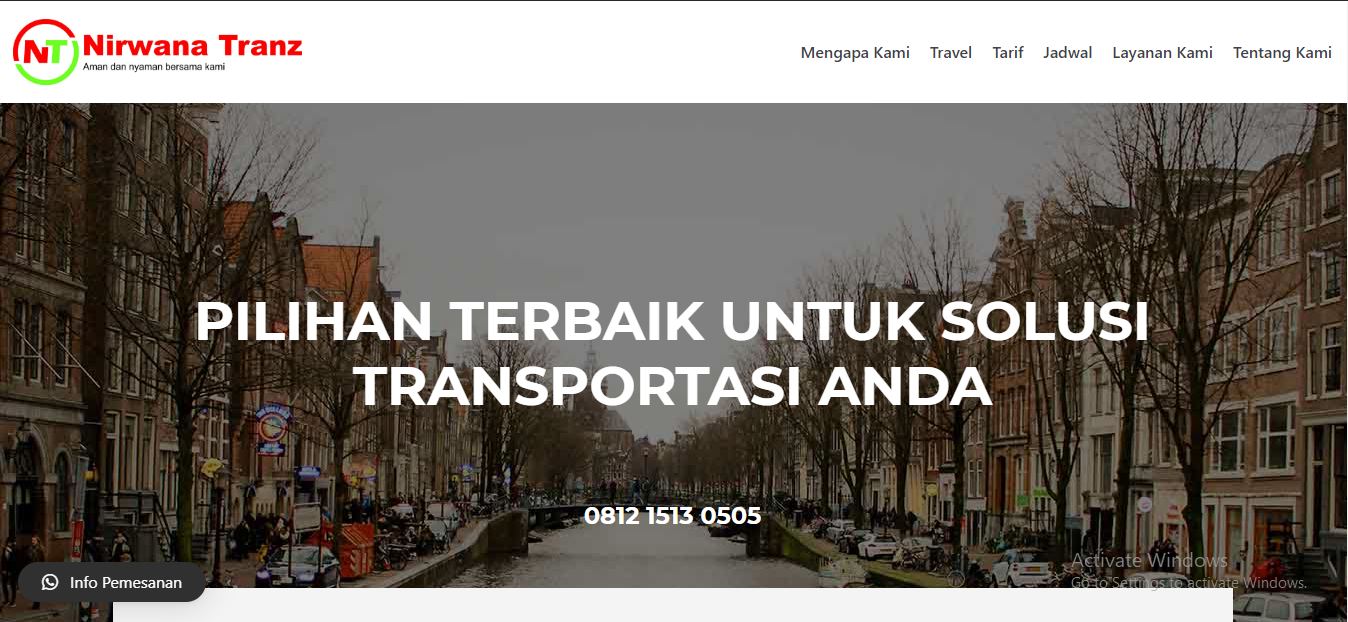 NT
Nirwana Tranz
Aman dan nyaman bersama kami
Mengapa Kami Travel Tarif Jadwal Layanan Kami Tentang Kami
PILIHAN TERBAIK UNTUK SOLUSI
TRANSPORTASI ANDA
0812 1513 0505
Activate Windows
Go to Settings to activate Windows.
Info Pemesanan